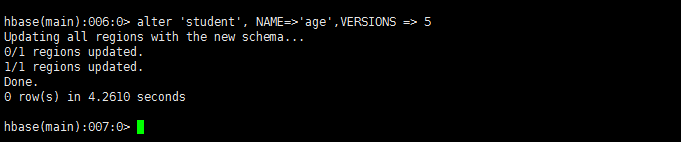 hbase(main):006:0> alter 'student', NAME=>'age',VERSIONS => 5
Updating all regions with the new schema...
0/1 regions updated.
1/1 regions updated.
Done.
0 row(s) in 4.2610 seconds
hbase(main):007:0>